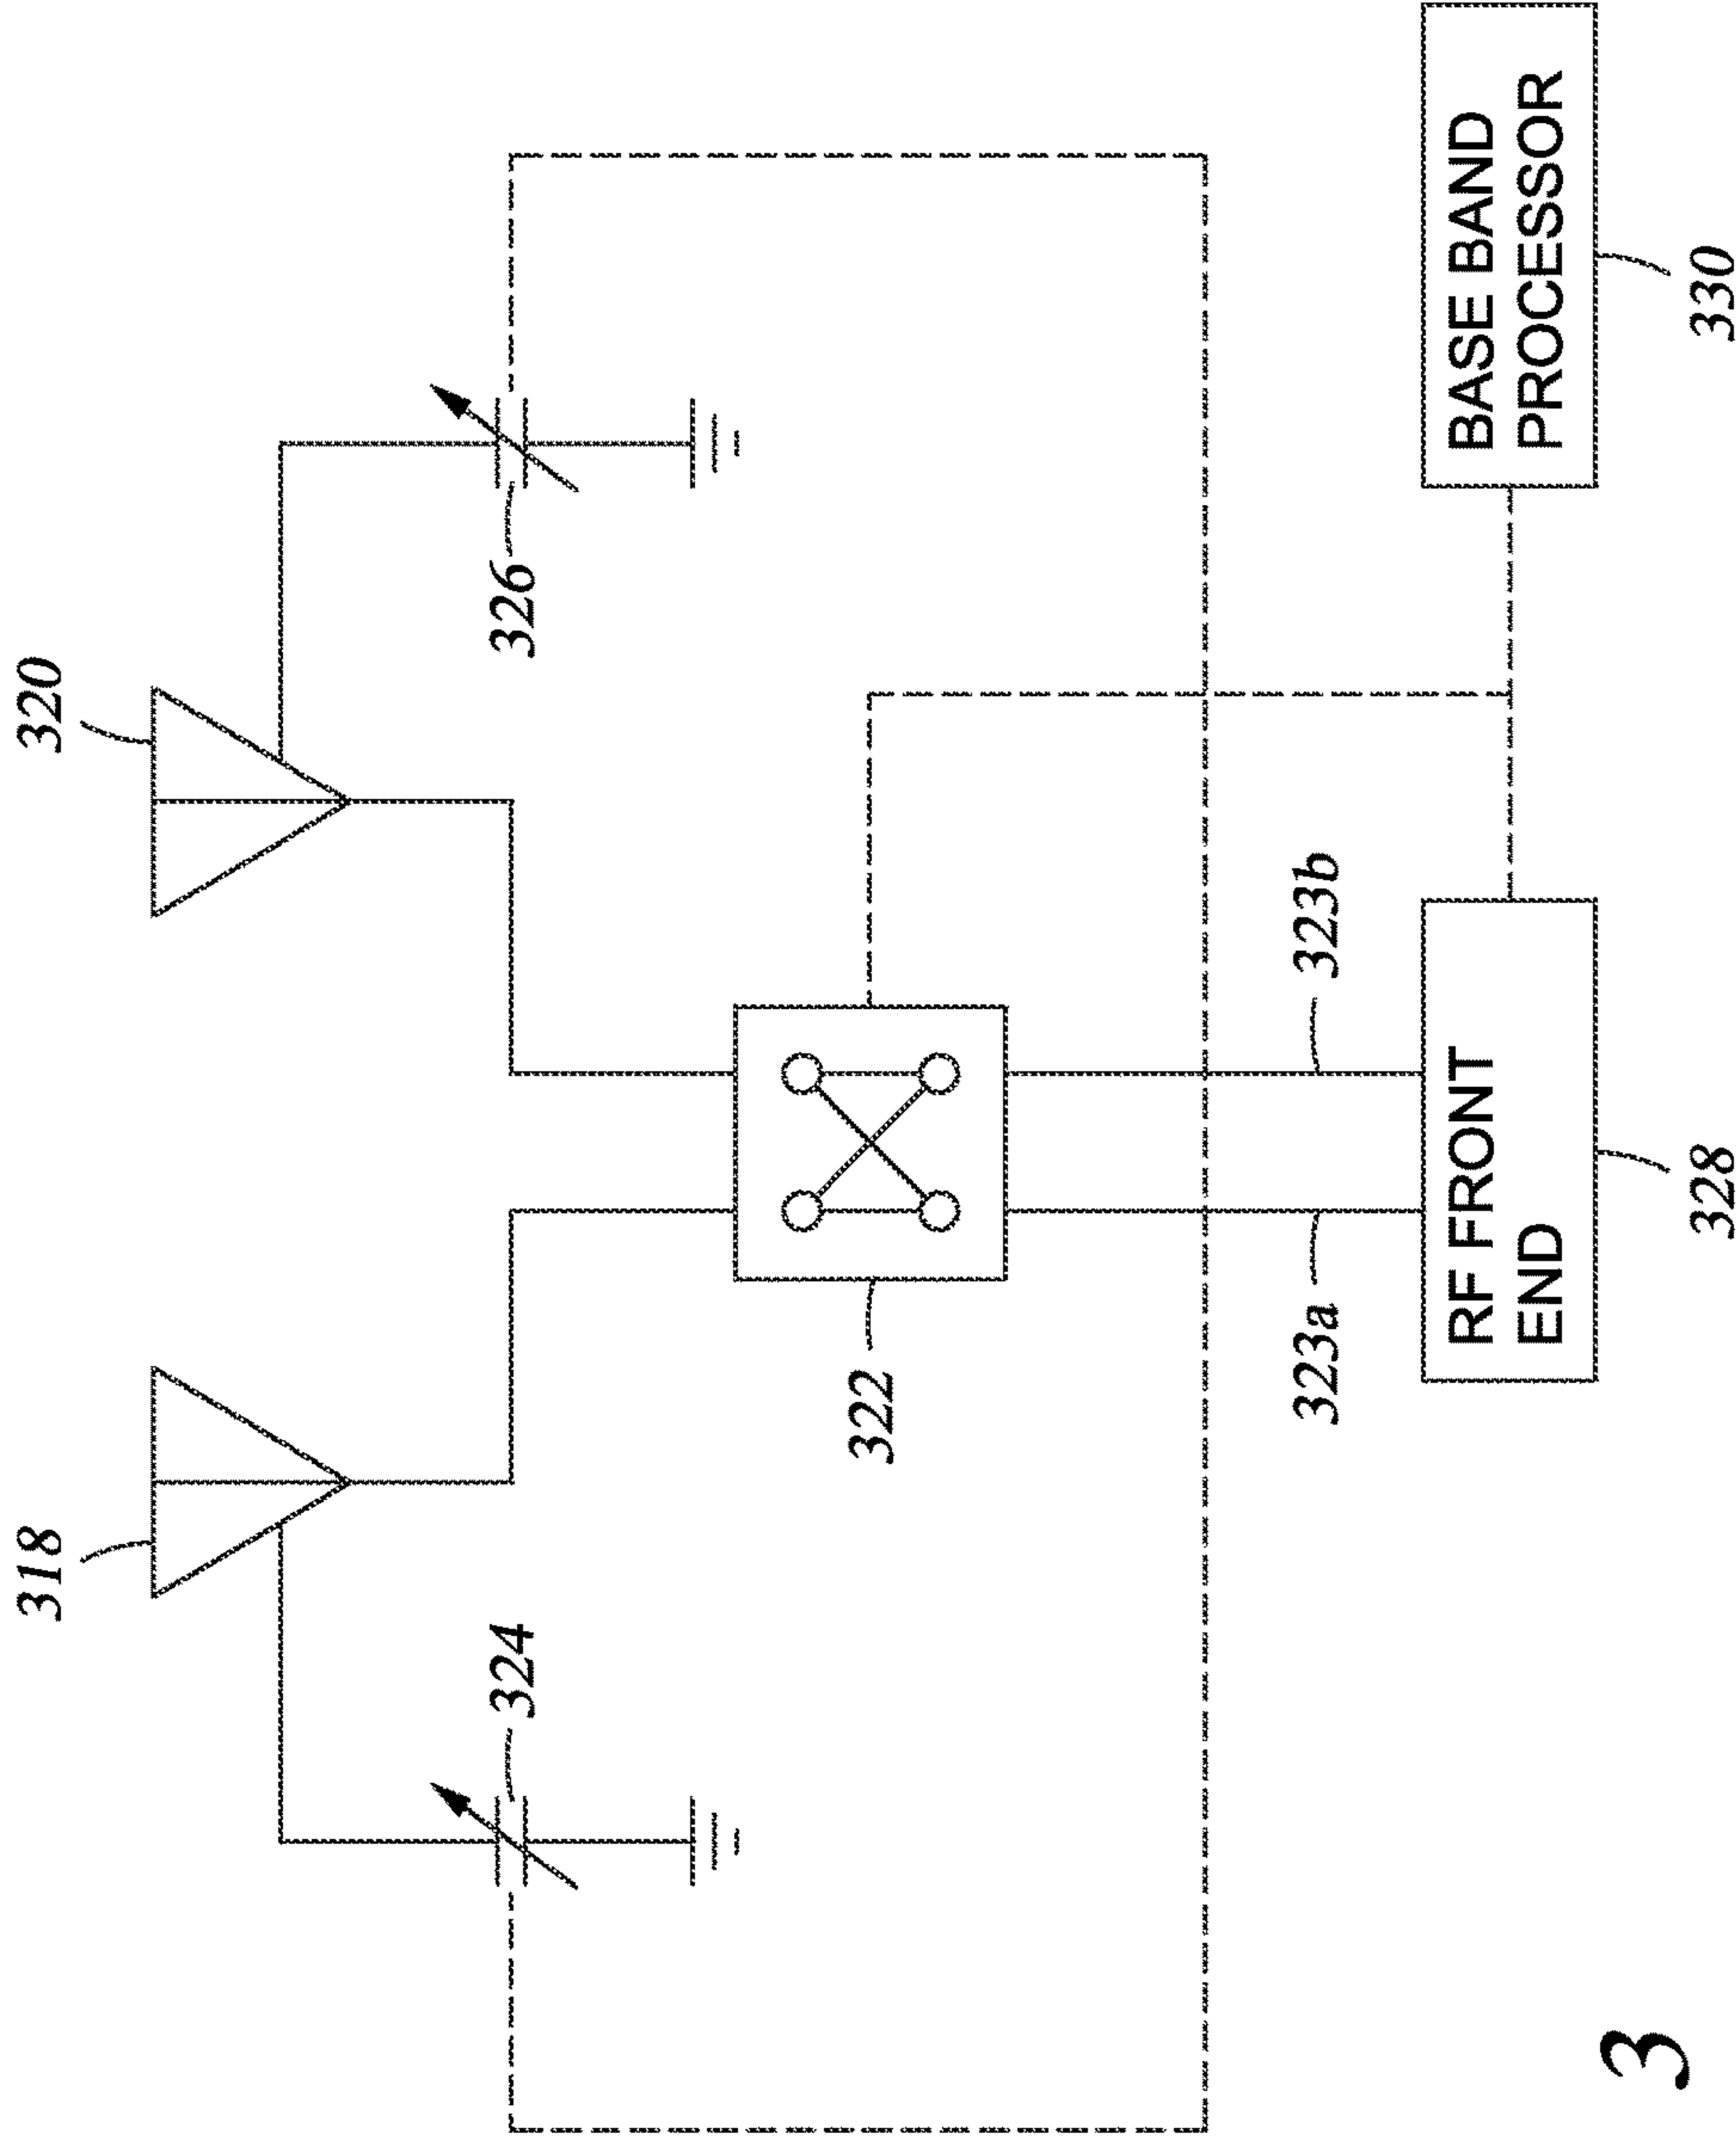 318
320
324
326
322
323a
323b
RF FRONT
END
328
BASE BAND
PROCESSOR
330
3